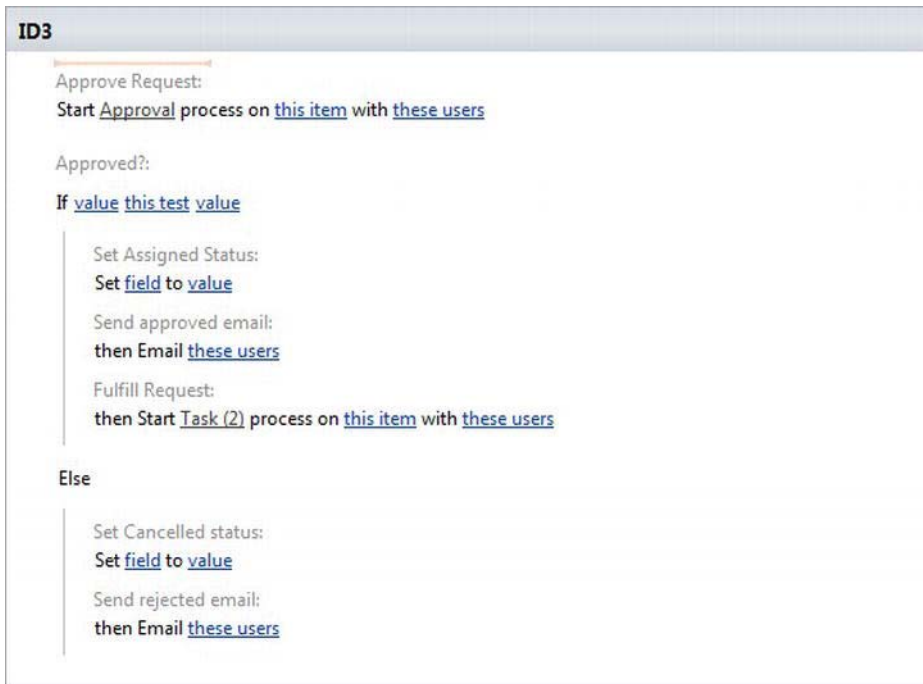 ID3
Approve Request:
Start Approval process on this item with these users
Approved?:
If value this test value
Set Assigned Status:
Set field to value
Send approved email:
then Email these users
Fulfill Request:
then Start Task (2) process on this item with these users
Else
Set Cancelled status:
Set field to value
Send rejected email:
then Email these users